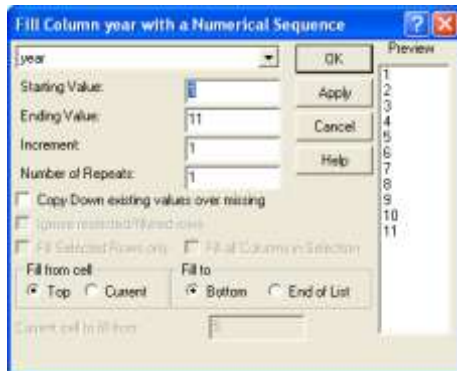 Fill Column year with a Numerical Sequence
year
OK
Preview
Starting Value:
1
Apply
Ending Value:
11
Cancel
Increment:
1
Help
Number of Repeats:
1
Copy Down existing values over missing
Ignore restricted/filtered rows
Fill Selected Rows only
Fill all Columns in Selection
Fill from cell
Top
Current
Fill to
Bottom
End of List
Current cell to fill from:
1
2
3
4
5
6
7
8
9
10
11